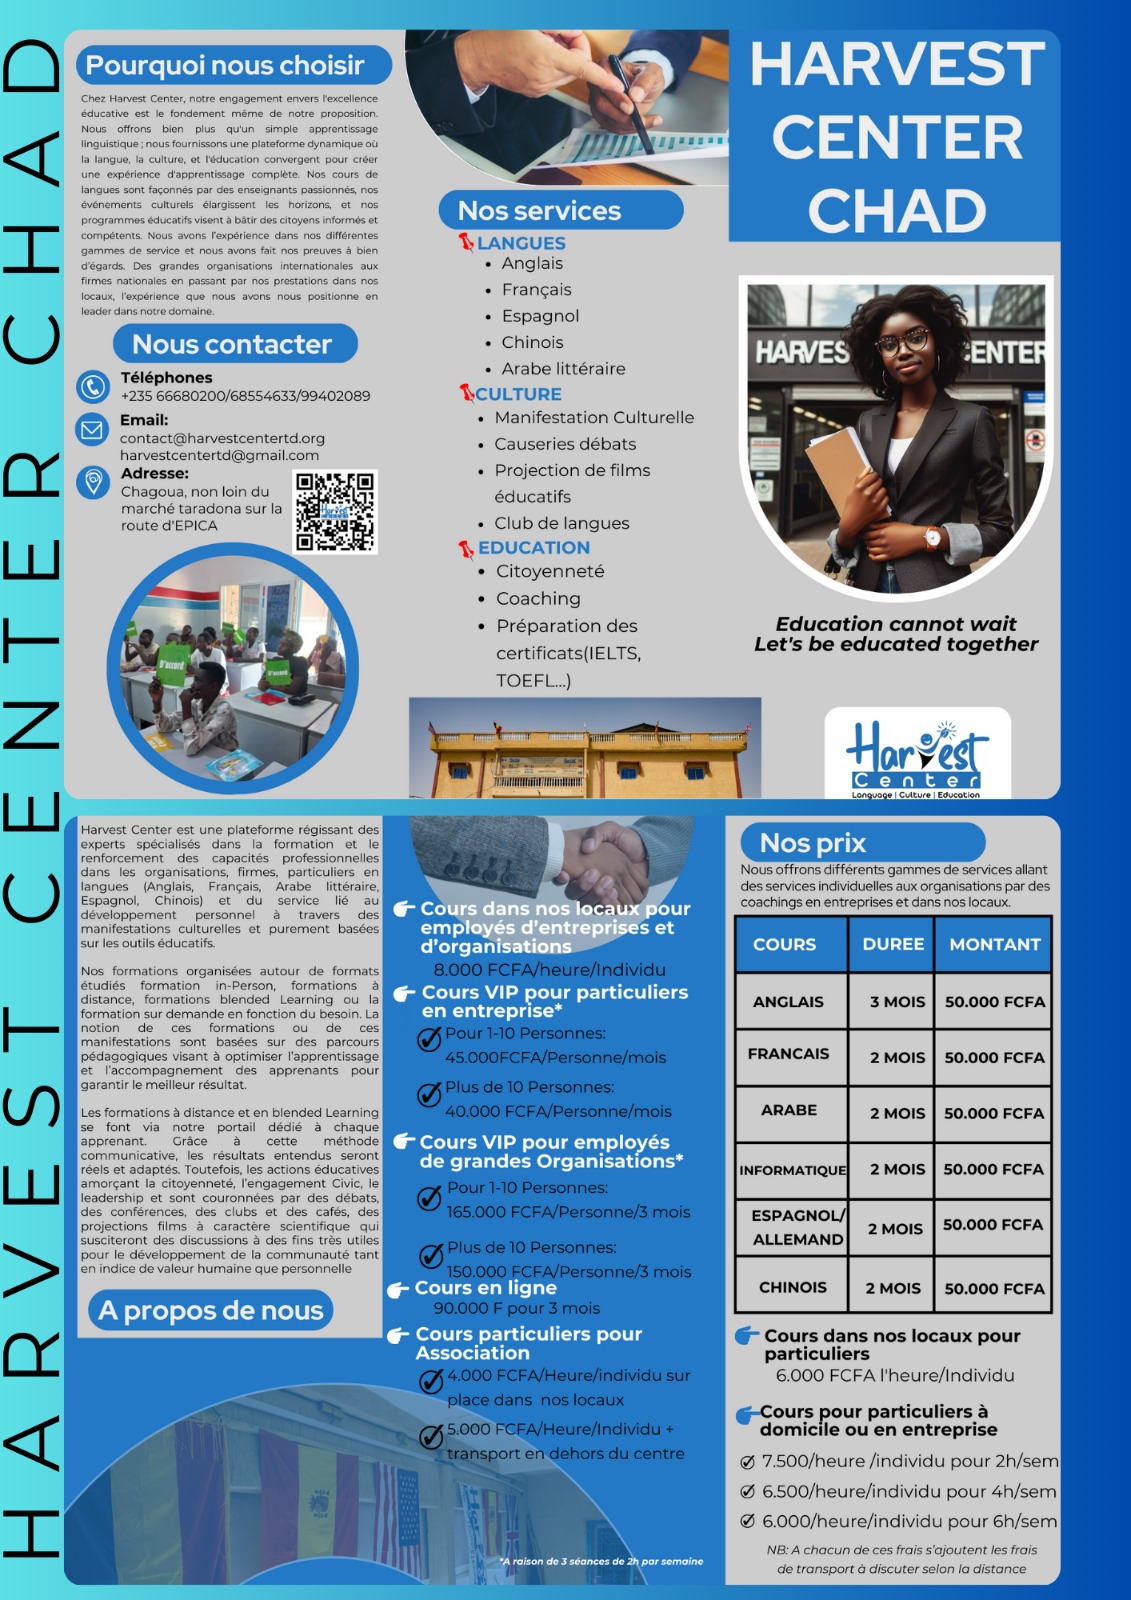 HARVEST CENTER CHAD
Pourquoi nous choisir
Chez Harvest Center, notre engagement envers l'excellence
éducative est le fondement même de notre proposition.
Nous offrons bien plus qu'un simple apprentissage
linguistique ; nous fournissons une plateforme dynamique où
la langue, la culture, et l'éducation convergent pour créer
une expérience d'apprentissage complète. Nos cours de
langues sont façonnés par des enseignants passionnés, nos
événements culturels élargissent les horizons, et nos
programmes éducatifs visent à bâtir des citoyens informés et
compétents. Nous avons l'expérience dans nos différentes
gammes de service et nous avons fait nos preuves à bien
d'égards. Des grandes organisations internationales aux
firmes nationales en passant par nos prestations dans nos
locaux, l'expérience que nous avons nous positionne en
leader dans notre domaine.
Nous contacter
Téléphones
+235 66680200/68554633/99402089
Email:
contact@harvestcentertd.org
harvestcentertd@gmail.com
Adresse:
Chagoua, non loin du
marché taradona sur la
route d'EPICA
Harvest
Center
D'accord
D'accord
Nos services
LANGUES
• Anglais
• Français
• Espagnol
• Chinois
• Arabe littéraire
CULTURE
• Manifestation Culturelle
• Causeries débats
• Projection de films
éducatifs
• Club de langues
EDUCATION
• Citoyenneté
• Coaching
• Préparation des
certificats(IELTS,
TOEFL...)
HARVEST
CENTER
CHAD
HARVES ENTER
Education cannot wait
Let's be educated together
Harvest
Center
Language | Culture | Education
Harvest Center est une plateforme régissant des
experts spécialisés dans la formation et le
renforcement des capacités professionnelles
dans les organisations, firmes, particuliers en
langues (Anglais, Français, Arabe littéraire,
Espagnol, Chinois) et du service lié au
développement personnel à travers des
manifestations culturelles et purement basées
sur les outils éducatifs.
Nos formations organisées autour de formats
étudiés formation in-Person, formations à
distance, formations blended Learning ou la
formation sur demande en fonction du besoin. La
notion de ces formations ou de ces
manifestations sont basées sur des parcours
pédagogiques visant à optimiser l'apprentissage
et l'accompagnement des apprenants pour
garantir le meilleur résultat.
Les formations à distance et en blended Learning
se font via notre portail dédié à chaque
apprenant. Grâce à cette méthode
communicative, les résultats entendus seront
réels et adaptés. Toutefois, les actions éducatives
amorçant la citoyenneté, l'engagement Civic, le
leadership et sont couronnées par des débats,
des conférences, des clubs et des cafés, des
projections films à caractère scientifique qui
susciteront des discussions à des fins très utiles
pour le développement de la communauté tant
en indice de valeur humaine que personnelle
A propos de nous
Cours dans nos locaux pour
employés d'entreprises et
d'organisations
8.000 FCFA/heure/Individu
Cours VIP pour particuliers
en entreprise*
Pour 1-10 Personnes:
45.000FCFA/Personne/mois
Plus de 10 Personnes:
40.000 FCFA/Personne/mois
Cours VIP pour employés
de grandes Organisations*
Pour 1-10 Personnes:
165.000 FCFA/Personne/3 mois
Plus de 10 Personnes:
150.000 FCFA/Personne/3 mois
Cours en ligne
90.000 F pour 3 mois
Cours particuliers pour
Association
4.000 FCFA/Heure/individu sur
place dans nos locaux
5.000 FCFA/Heure/Individu +
transport en dehors du centre
*A raison de 3 séances de 2h par semaine
Nos prix
Nous offrons différents gammes de services allant
des services individuelles aux organisations par des
coachings en entreprises et dans nos locaux.
COURS DUREE MONTANT
ANGLAIS 3 MOIS 50.000 FCFA
FRANCAIS 2 MOIS 50.000 FCFA
ARABE 2 MOIS 50.000 FCFA
INFORMATIQUE 2 MOIS 50.000 FCFA
ESPAGNOL/
ALLEMAND 2 MOIS 50.000 FCFA
CHINOIS 2 MOIS 50.000 FCFA
Cours dans nos locaux pour
particuliers
6.000 FCFA l'heure/Individu
Cours pour particuliers à
domicile ou en entreprise
7.500/heure /individu pour 2h/sem
6.500/heure/individu pour 4h/sem
6.000/heure/individu pour 6h/sem
NB: A chacun de ces frais s'ajoutent les frais
de transport à discuter selon la distance